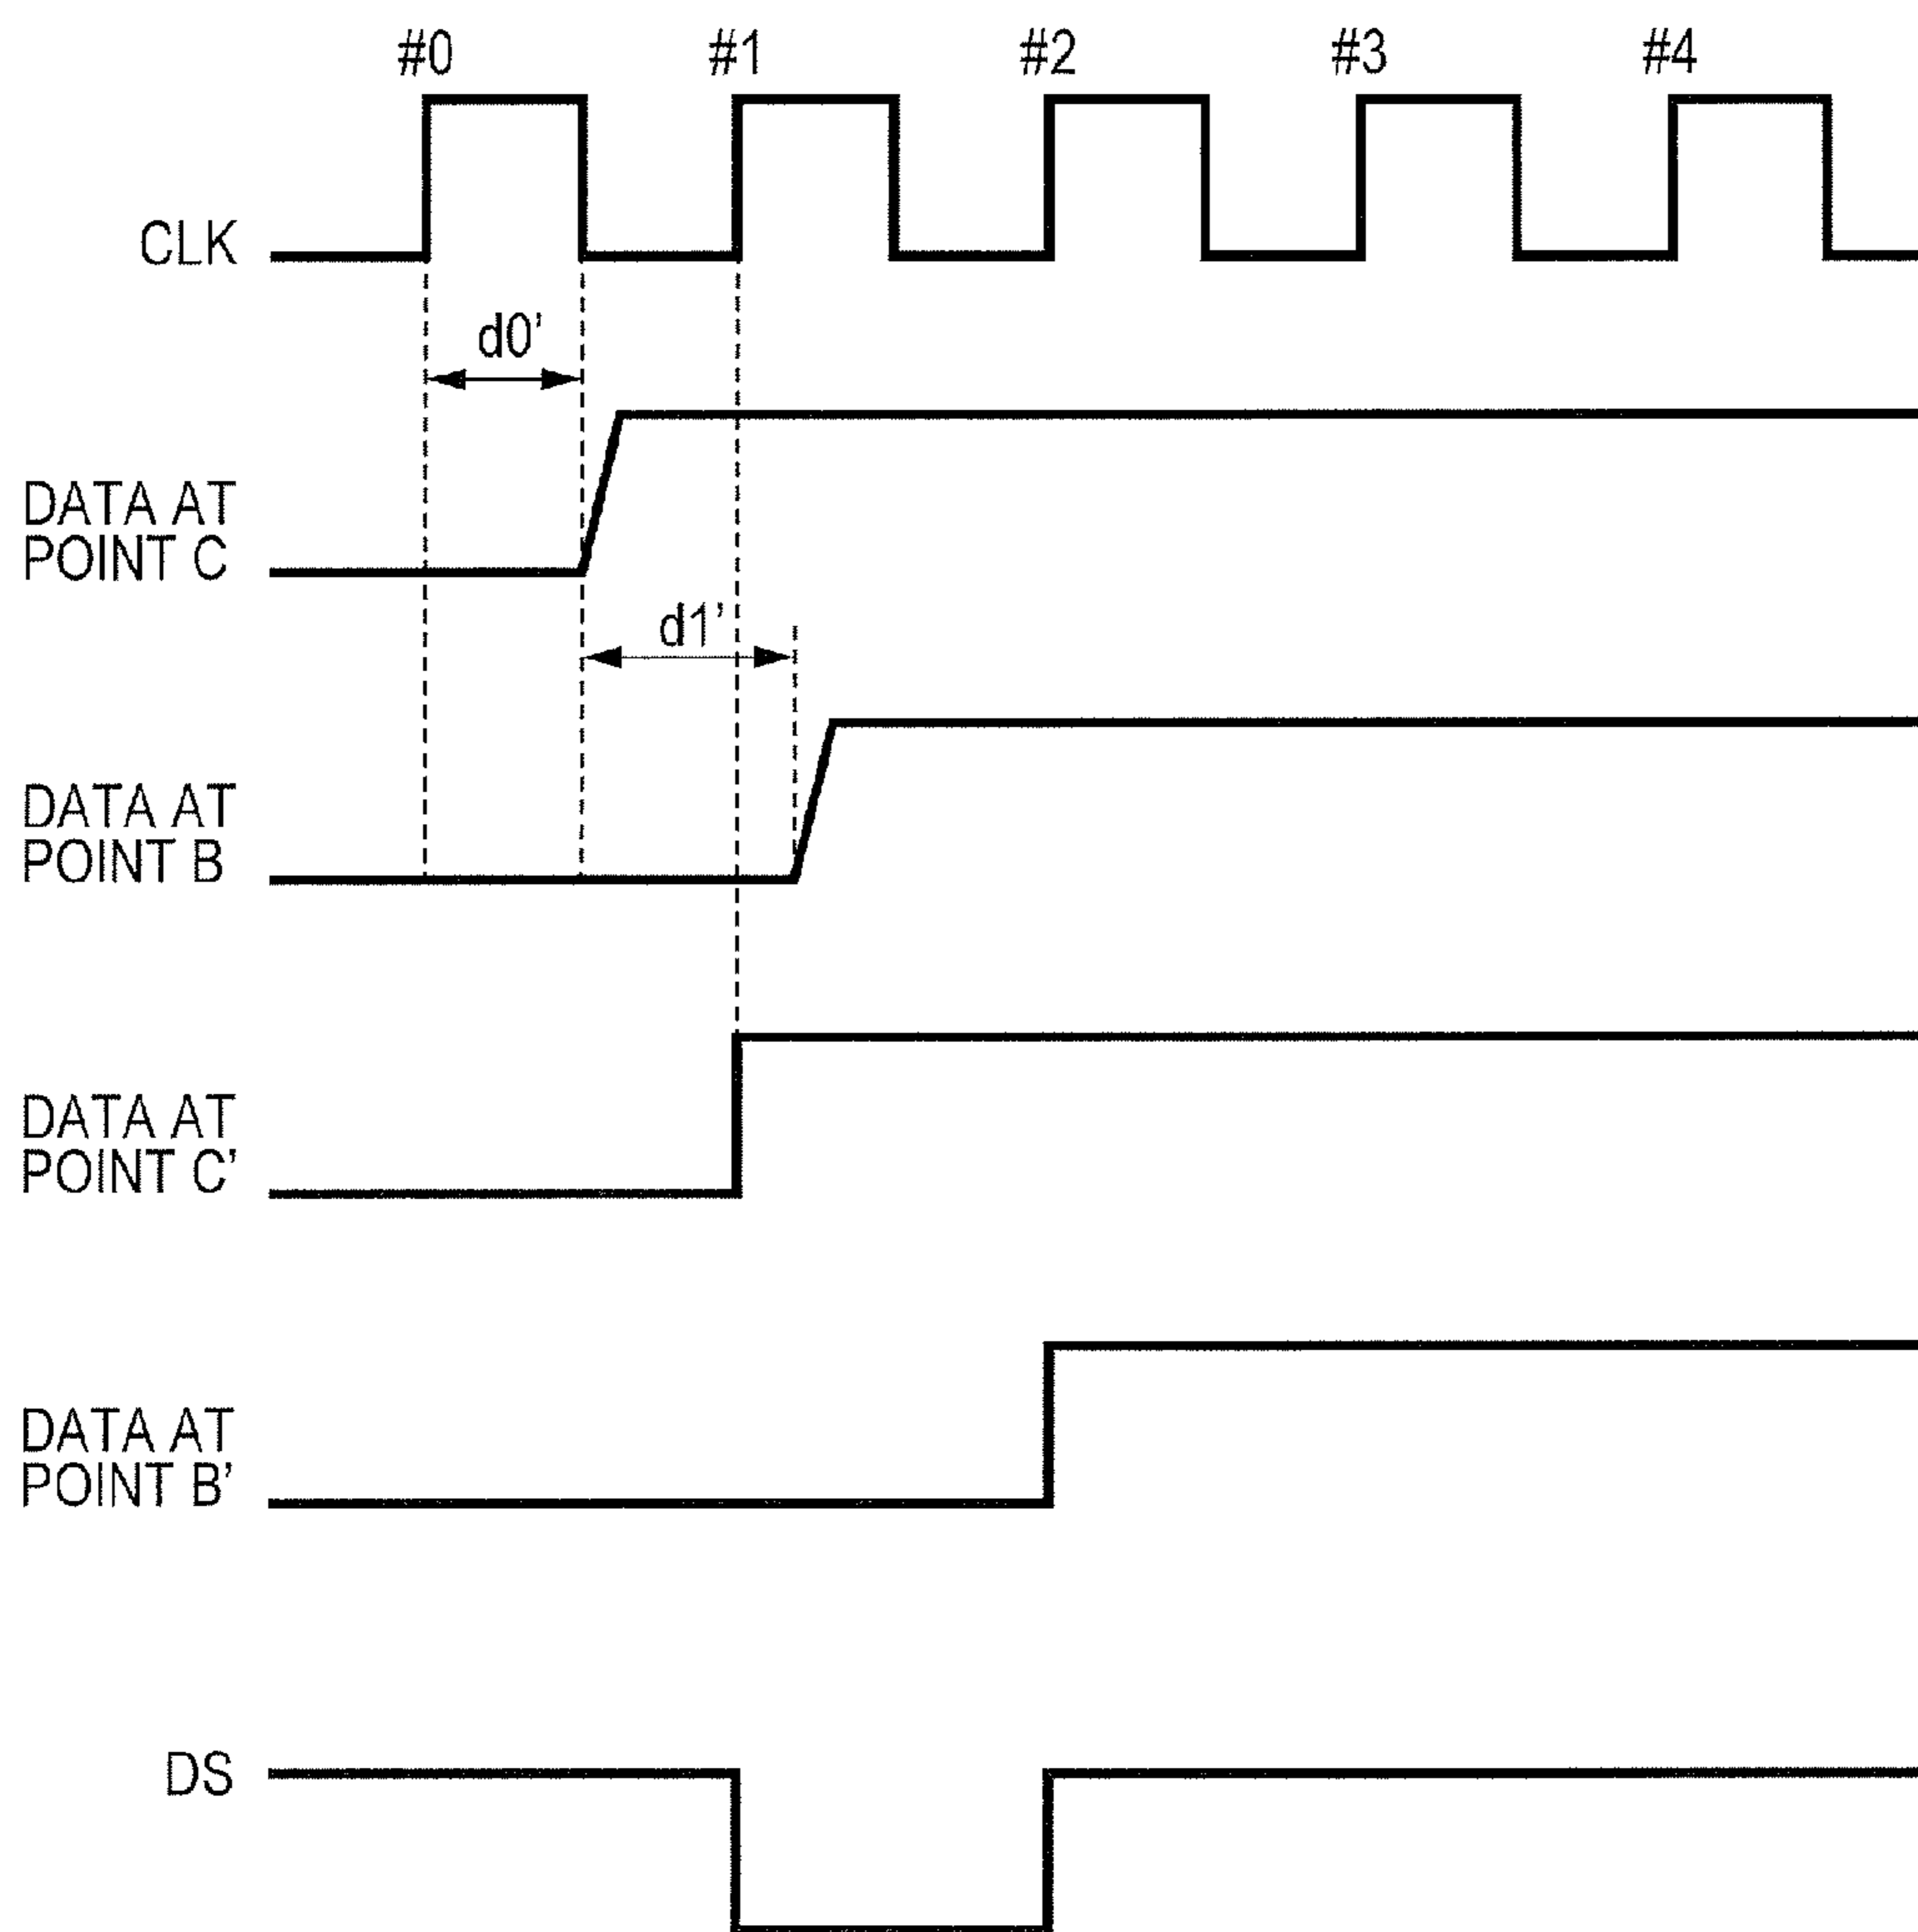 #0 #1 #2 #3 #4
CLK
d0’
DATA AT
POINT C
d1’
DATA AT
POINT B
DATA AT
POINT C’
DATA AT
POINT B’
DS